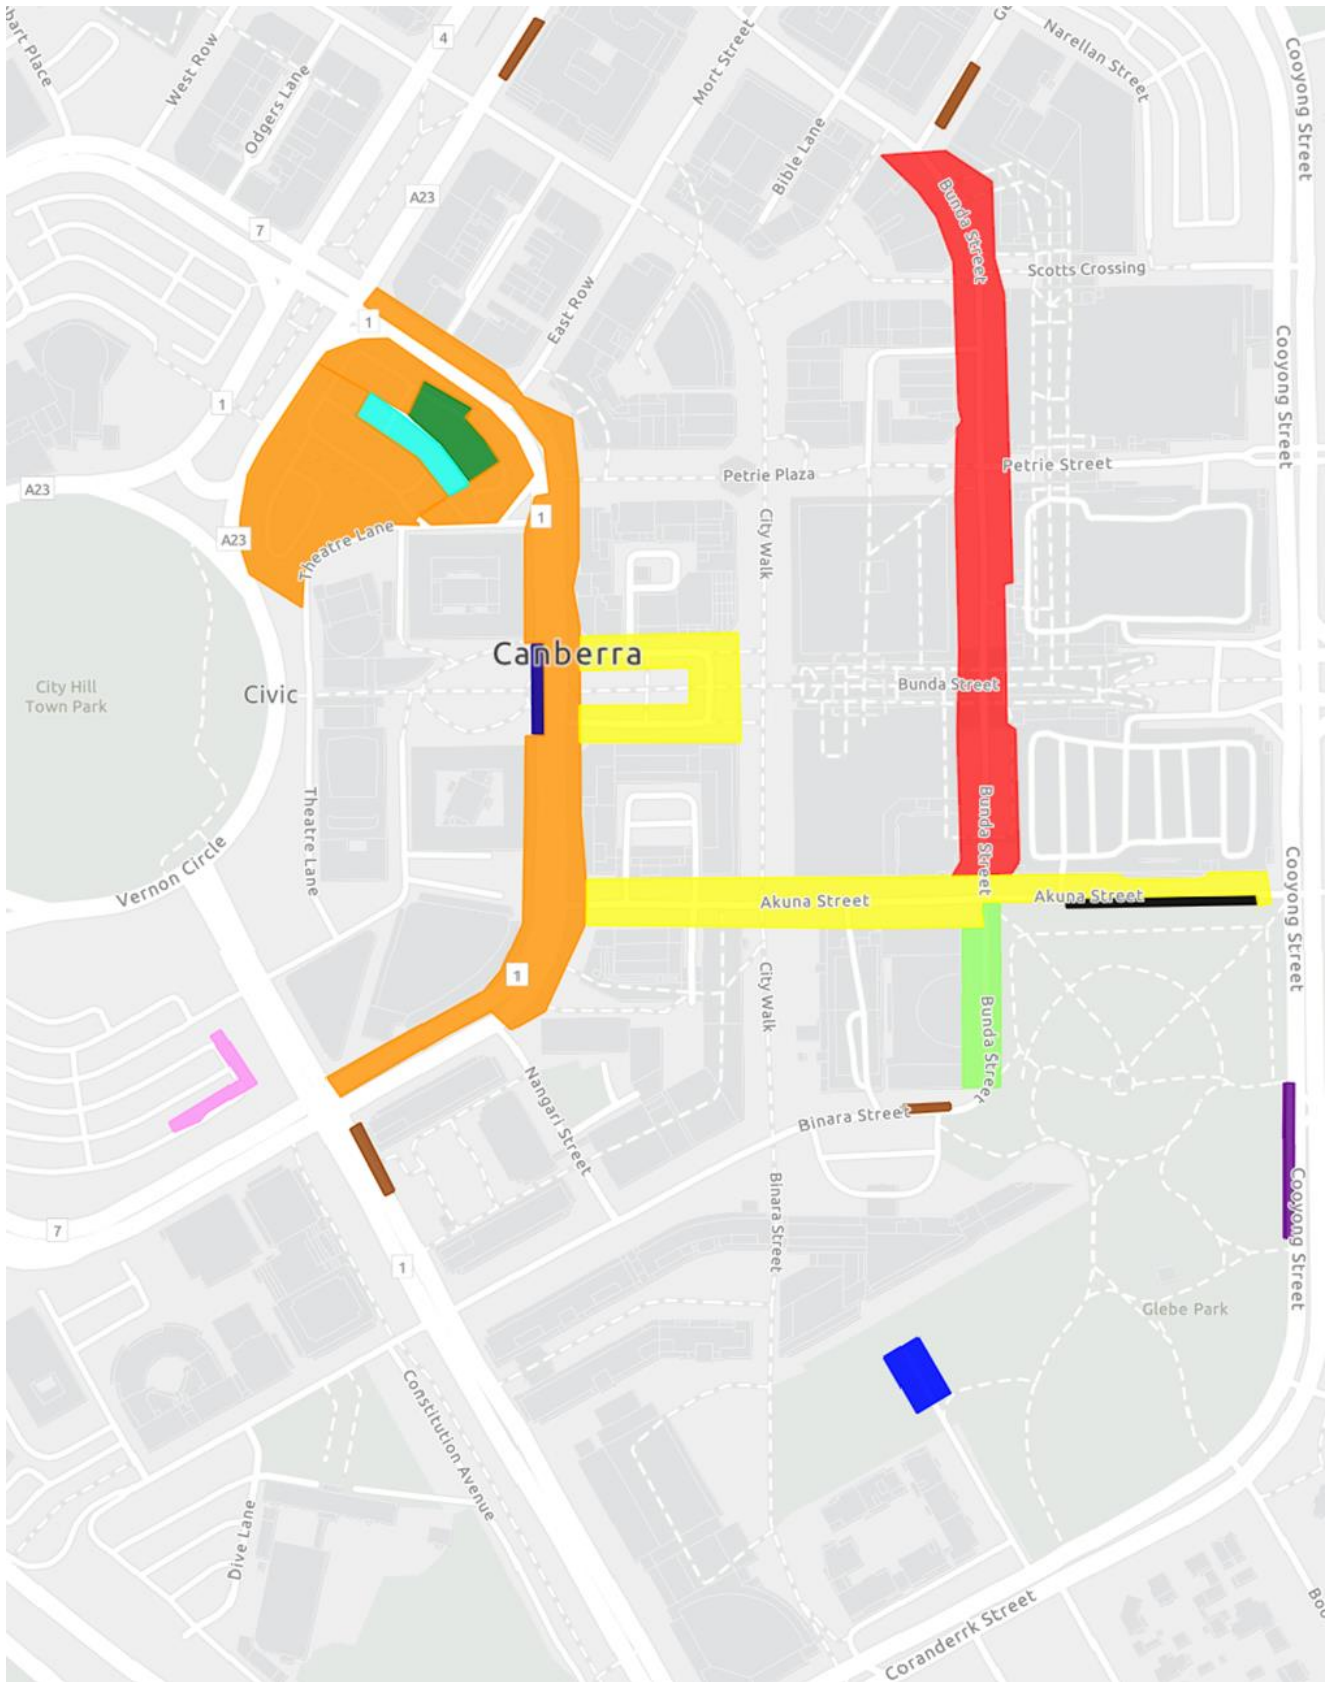 West Row
Odgers Lane
4
Mort Street
Narellan Street
Cooyong Street
Bible Lane
A23
7
Bunda Street
Scotts Crossing
1
East Row
Cooyong Street
1
Petrie Plaza
Petrie Street
A23
City Walk
1
A23
Theatre Lane
Canberra
City Hill
Town Park
Civic
Bunda Street
Theatre Lane
Bunda Street
Vernon Circle
Akuna Street
Akuna Street
Cooyong Street
1
City Walk
Bunda Street
Nangari Street
Binara Street
Binara Street
Cooyong Street
7
1
Glebe Park
Constitution Avenue
Dive Lane
Coranderrk Street